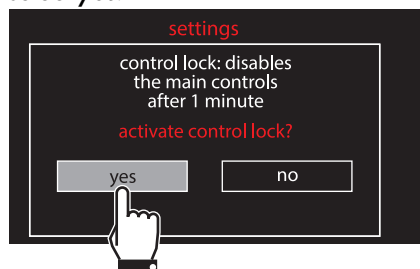 settings
control lock: disables
the main controls
after 1 minute
activate control lock?
yes
no